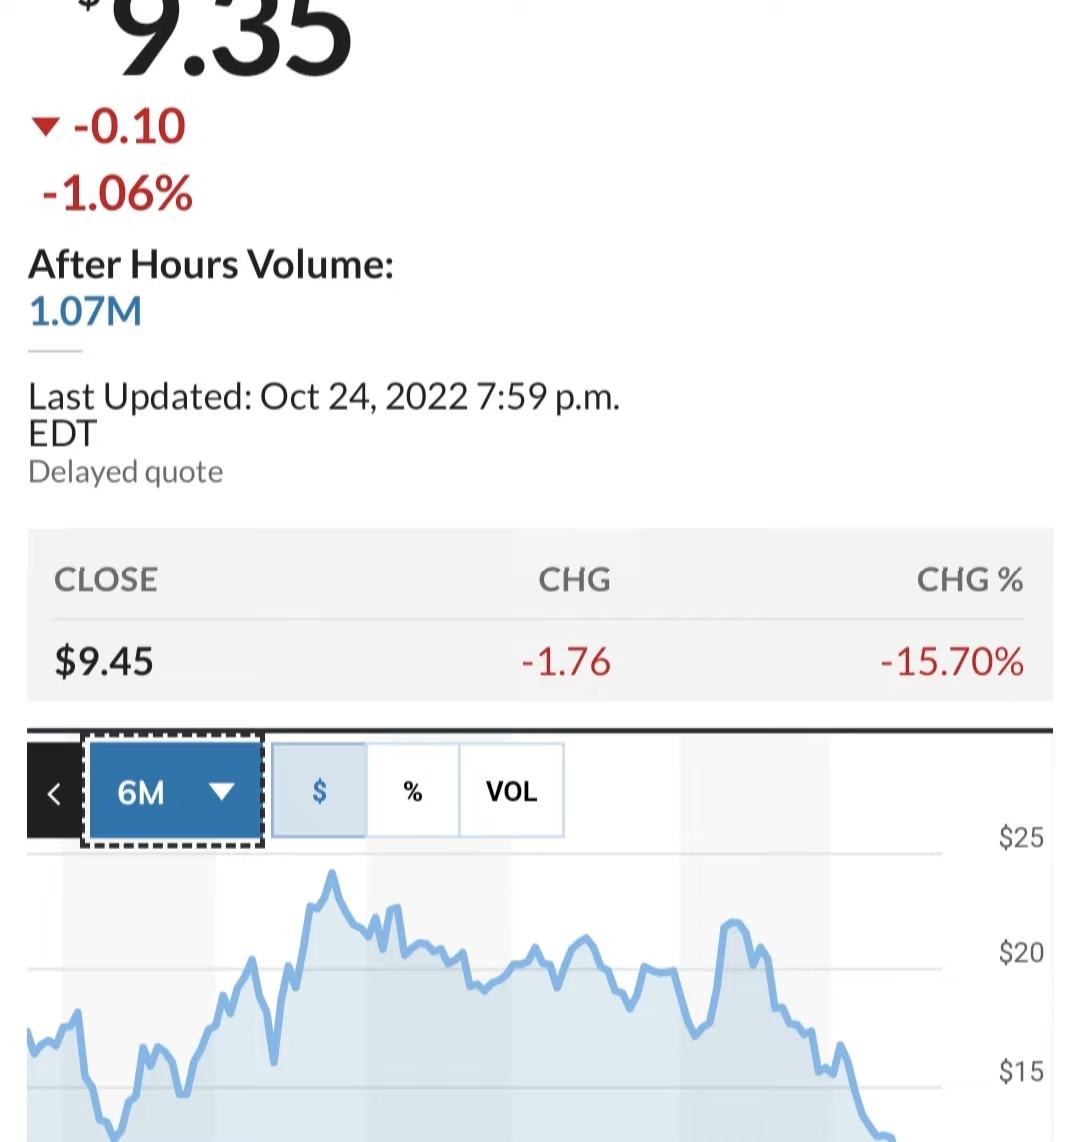 $9.35
-0.10
-1.06%
After Hours Volume:
1.07M
Last Updated: Oct 24, 2022 7:59 p.m.
EDT
Delayed quote
CLOSE CHG CHG %
$9.45 -1.76 -15.70%
6M $ % VOL
$25
$20
$15